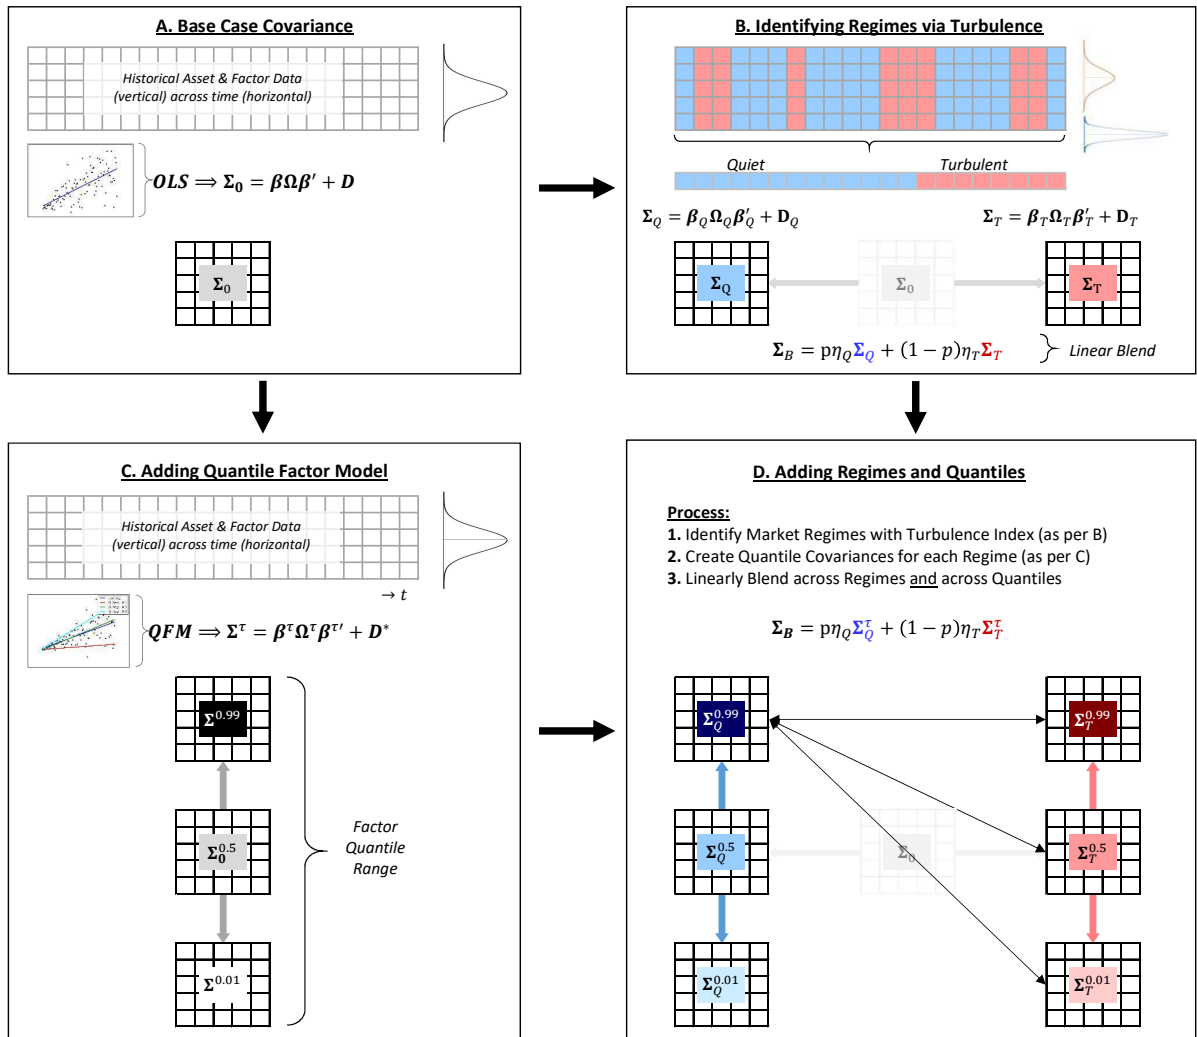 A. Base Case Covariance
Historical Asset & Factor Data
(vertical) across time (horizontal)
OLS ⟹ Σ₀ = βΩβ′ + D
Σ₀
B. Identifying Regimes via Turbulence
Quiet Turbulent
Σ_Q = β_QΩ_Qβ′_Q + D_Q Σ_T = β_TΩ_Tβ′_T + D_T
Σ_Q Σ₀ Σ_T
Σ_B = pη_QΣ_Q + (1 − p)η_TΣ_T Linear Blend
C. Adding Quantile Factor Model
Historical Asset & Factor Data
(vertical) across time (horizontal)
→ t
QFM ⟹ Σ^τ = β^τΩ^τβ^τ′ + D*
Σ^0.99
Σ₀^0.5
Factor
Quantile
Range
Σ^0.01
D. Adding Regimes and Quantiles
Process:
1. Identify Market Regimes with Turbulence Index (as per B)
2. Create Quantile Covariances for each Regime (as per C)
3. Linearly Blend across Regimes and across Quantiles
Σ_B = pη_QΣ_Q^τ + (1 − p)η_TΣ_T^τ
Σ_Q^0.99 Σ_T^0.99
Σ_Q^0.5 Σ₀ Σ_T^0.5
Σ_Q^0.01 Σ_T^0.01